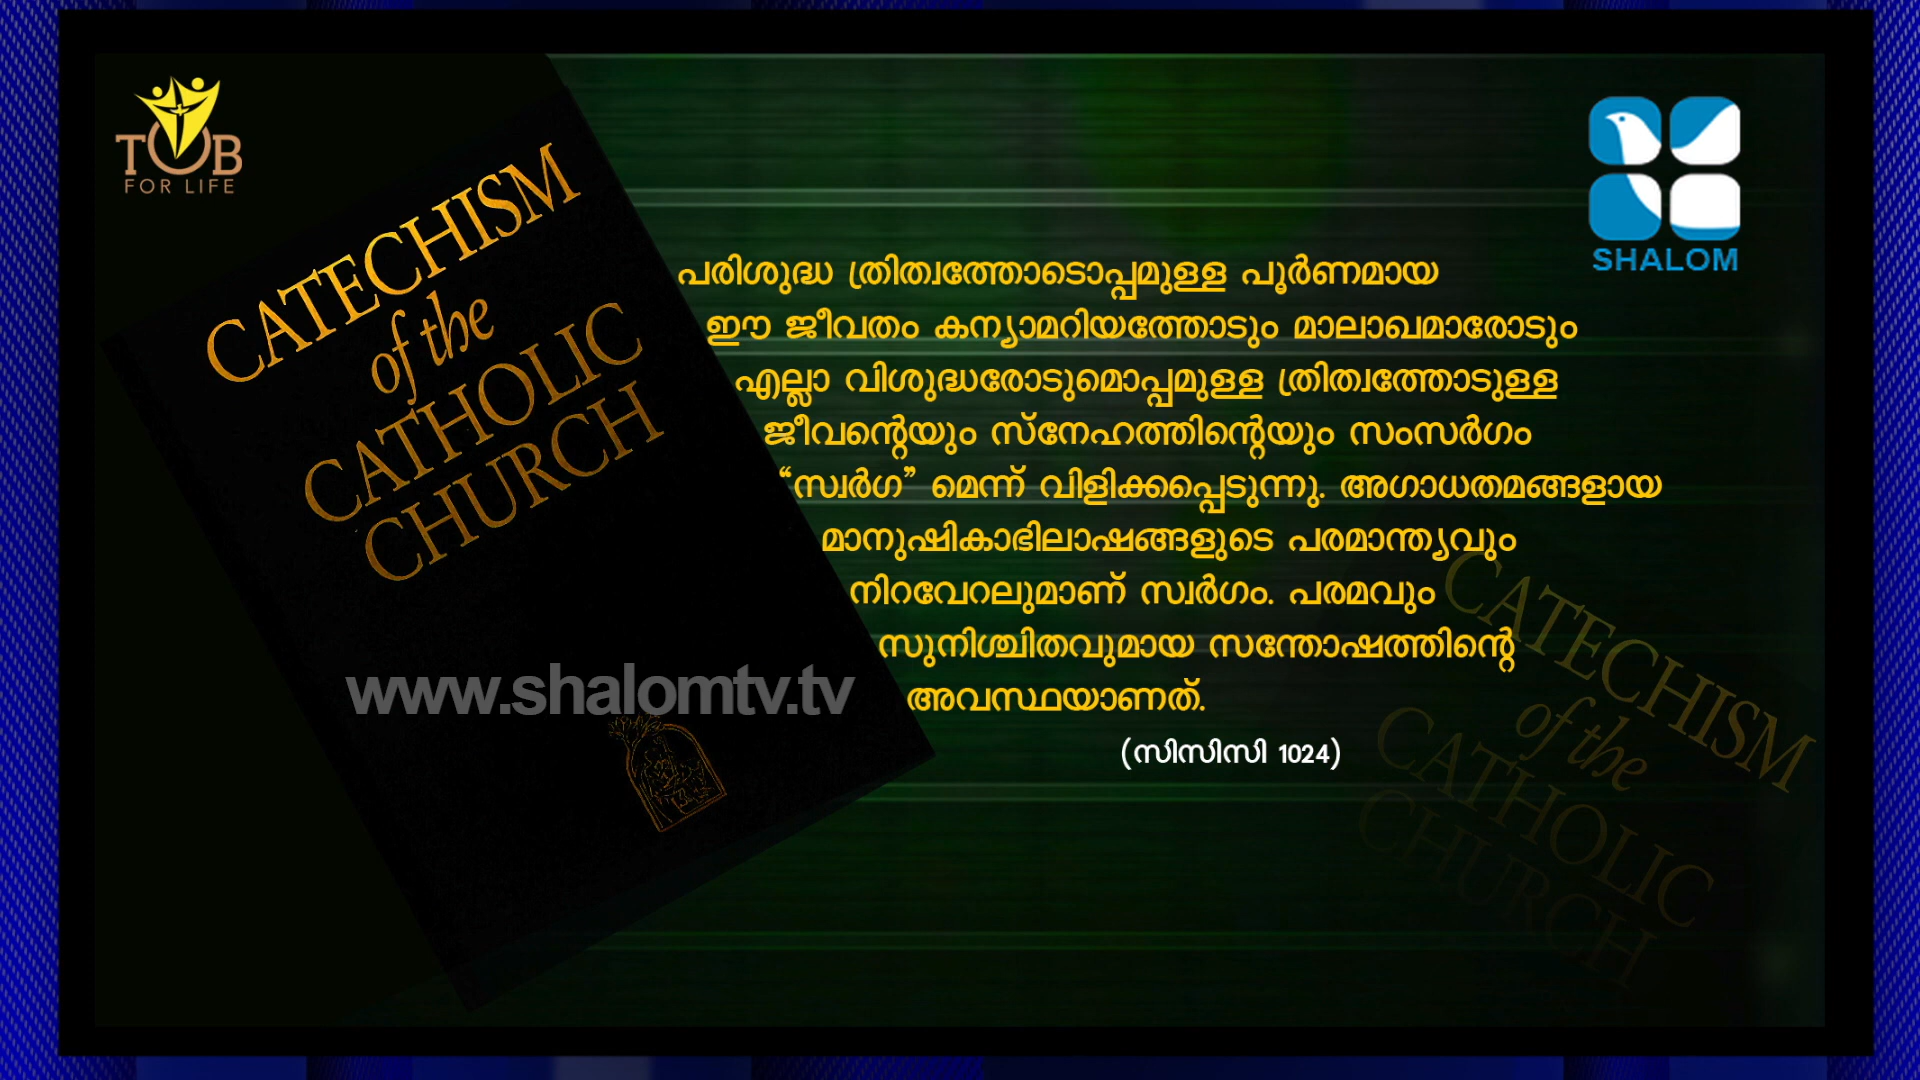 TOB
FOR LIFE
SHALOM
CATECHISM
of the
CATHOLIC
CHURCH
പരിശുദ്ധ ത്രിത്വത്തോടൊപ്പമുള്ള പൂർണമായ
ഈ ജീവതം കന്യാമറിയത്തോടും മാലാഖമാരോടും
എല്ലാ വിശുദ്ധരോടുമൊപ്പമുള്ള ത്രിത്വത്തോടുള്ള
ജീവന്റെയും സ്നേഹത്തിന്റെയും സംസർഗം
“സ്വർഗ” മെന്ന് വിളിക്കപ്പെടുന്നു. അഗാധതമങ്ങളായ
മാനുഷികാഭിലാഷങ്ങളുടെ പരമാന്ത്യവും
നിറവേറലുമാണ് സ്വർഗം. പരമവും
സുനിശ്ചിതവുമായ സന്തോഷത്തിന്റെ
അവസ്ഥയാണത്.
(സിസിസി 1024)
www.shalomtv.tv
CATECHISM
of the
CATHOLIC
CHURCH